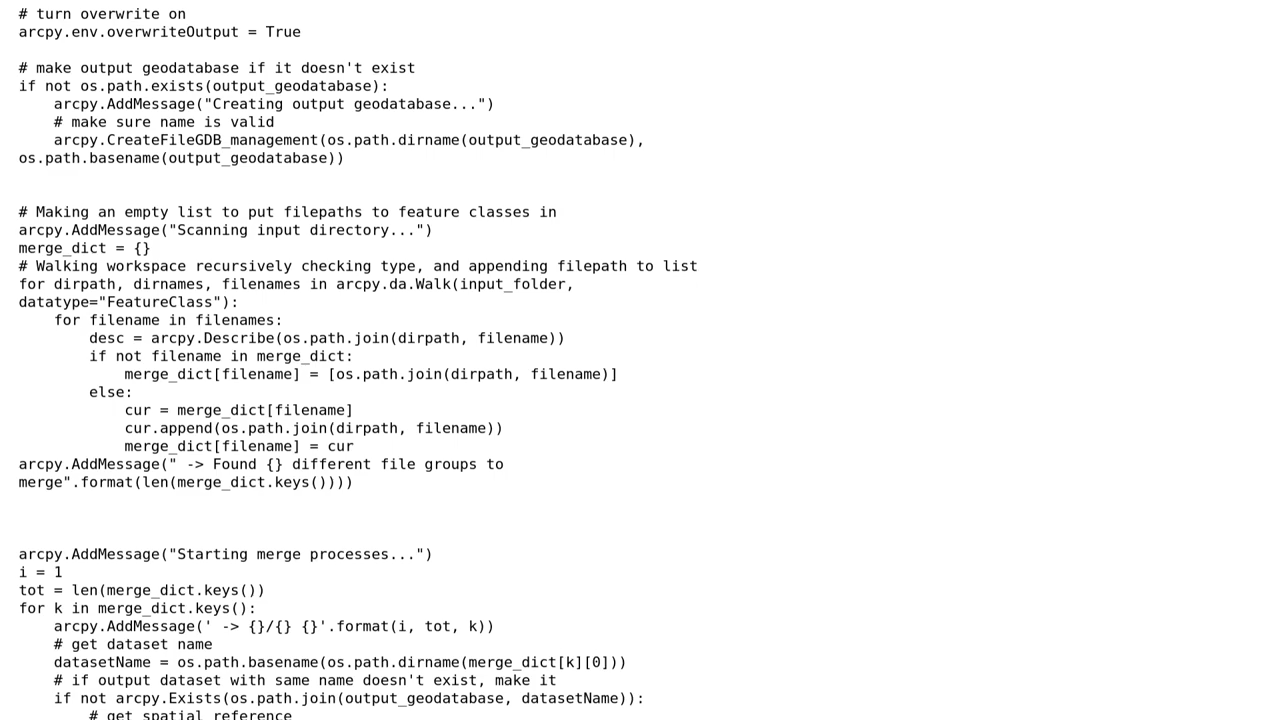 # turn overwrite on
arcpy.env.overwriteOutput = True
# make output geodatabase if it doesn't exist
if not os.path.exists(output_geodatabase):
    arcpy.AddMessage("Creating output geodatabase...")
    # make sure name is valid
    arcpy.CreateFileGDB_management(os.path.dirname(output_geodatabase),
os.path.basename(output_geodatabase))
# Making an empty list to put filepaths to feature classes in
arcpy.AddMessage("Scanning input directory...")
merge_dict = {}
# Walking workspace recursively checking type, and appending filepath to list
for dirpath, dirnames, filenames in arcpy.da.Walk(input_folder,
datatype="FeatureClass"):
    for filename in filenames:
        desc = arcpy.Describe(os.path.join(dirpath, filename))
        if not filename in merge_dict:
            merge_dict[filename] = [os.path.join(dirpath, filename)]
        else:
            cur = merge_dict[filename]
            cur.append(os.path.join(dirpath, filename))
            merge_dict[filename] = cur
arcpy.AddMessage(" -> Found {} different file groups to
merge".format(len(merge_dict.keys())))
arcpy.AddMessage("Starting merge processes...")
i = 1
tot = len(merge_dict.keys())
for k in merge_dict.keys():
    arcpy.AddMessage(' -> {}/{} {}'.format(i, tot, k))
    # get dataset name
    datasetName = os.path.basename(os.path.dirname(merge_dict[k][0]))
    # if output dataset with same name doesn't exist, make it
    if not arcpy.Exists(os.path.join(output_geodatabase, datasetName)):
        # get spatial reference